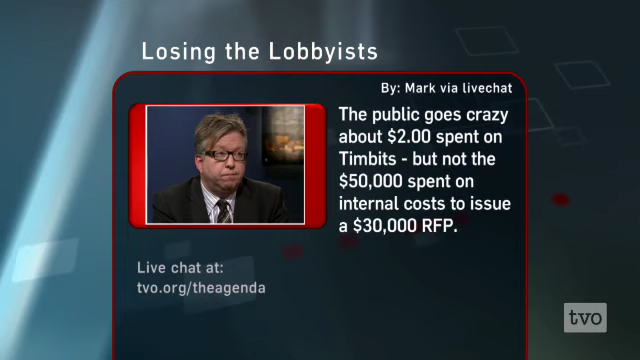 Losing the Lobbyists
By: Mark via livechat
The public goes crazy
about $2.00 spent on
Timbits - but not the
$50,000 spent on
internal costs to issue
a $30,000 RFP.
Live chat at:
tvo.org/theagenda
tvo